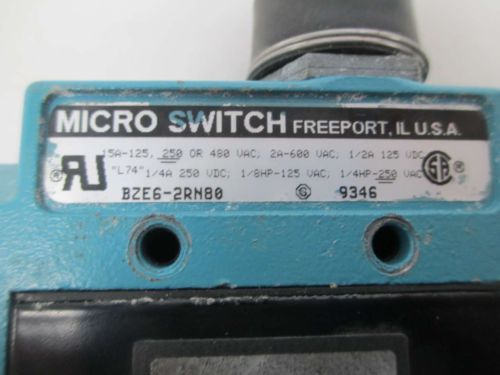 MICRO SWITCH FREEPORT, IL U.S.A.
15A-125, 250 OR 480 VAC; 2A-600 VAC; 1/2A 125 VDC
"L74" 1/4A 250 VDC; 1/8HP-125 VAC; 1/4HP-250 VAC
BZE6-2RN80 G 9346